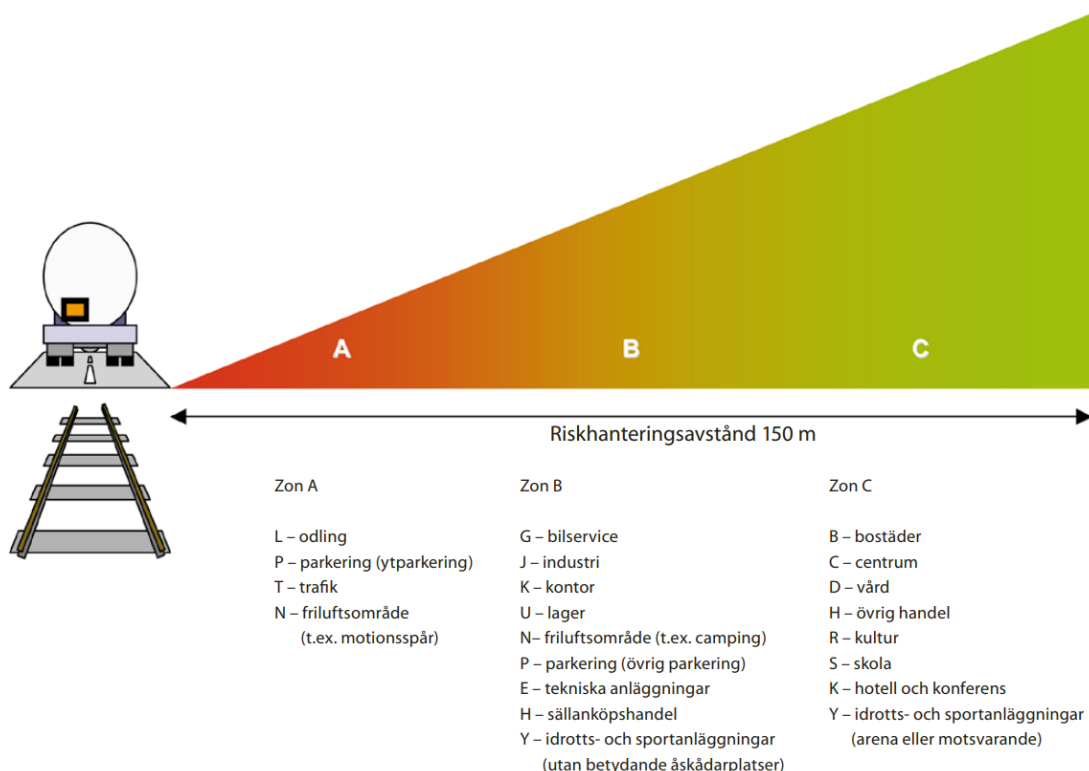 A
B
C
Riskhanteringsavstånd 150 m
Zon A
L – odling
P – parkering (ytparkering)
T – trafik
N – friluftsområde
(t.ex. motionsspår)
Zon B
G – bilservice
J – industri
K – kontor
U – lager
N– friluftsområde (t.ex. camping)
P – parkering (övrig parkering)
E – tekniska anläggningar
H – sällanköpshandel
Y – idrotts- och sportanläggningar
(utan betydande åskådarplatser)
Zon C
B – bostäder
C – centrum
D – vård
H – övrig handel
R – kultur
S – skola
K – hotell och konferens
Y – idrotts- och sportanläggningar
(arena eller motsvarande)